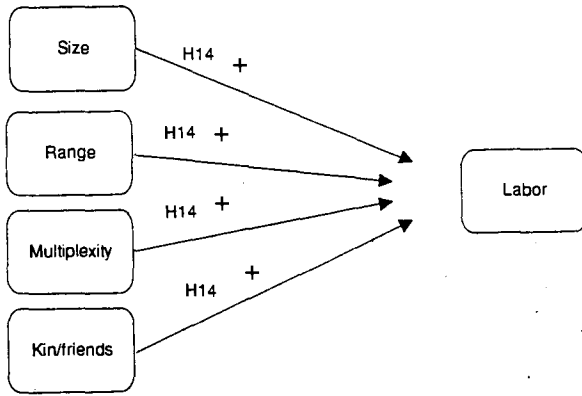 Size
H14 +
H14 +
Range
Labor
H14 +
Multiplexity
H14 +
Kin/friends